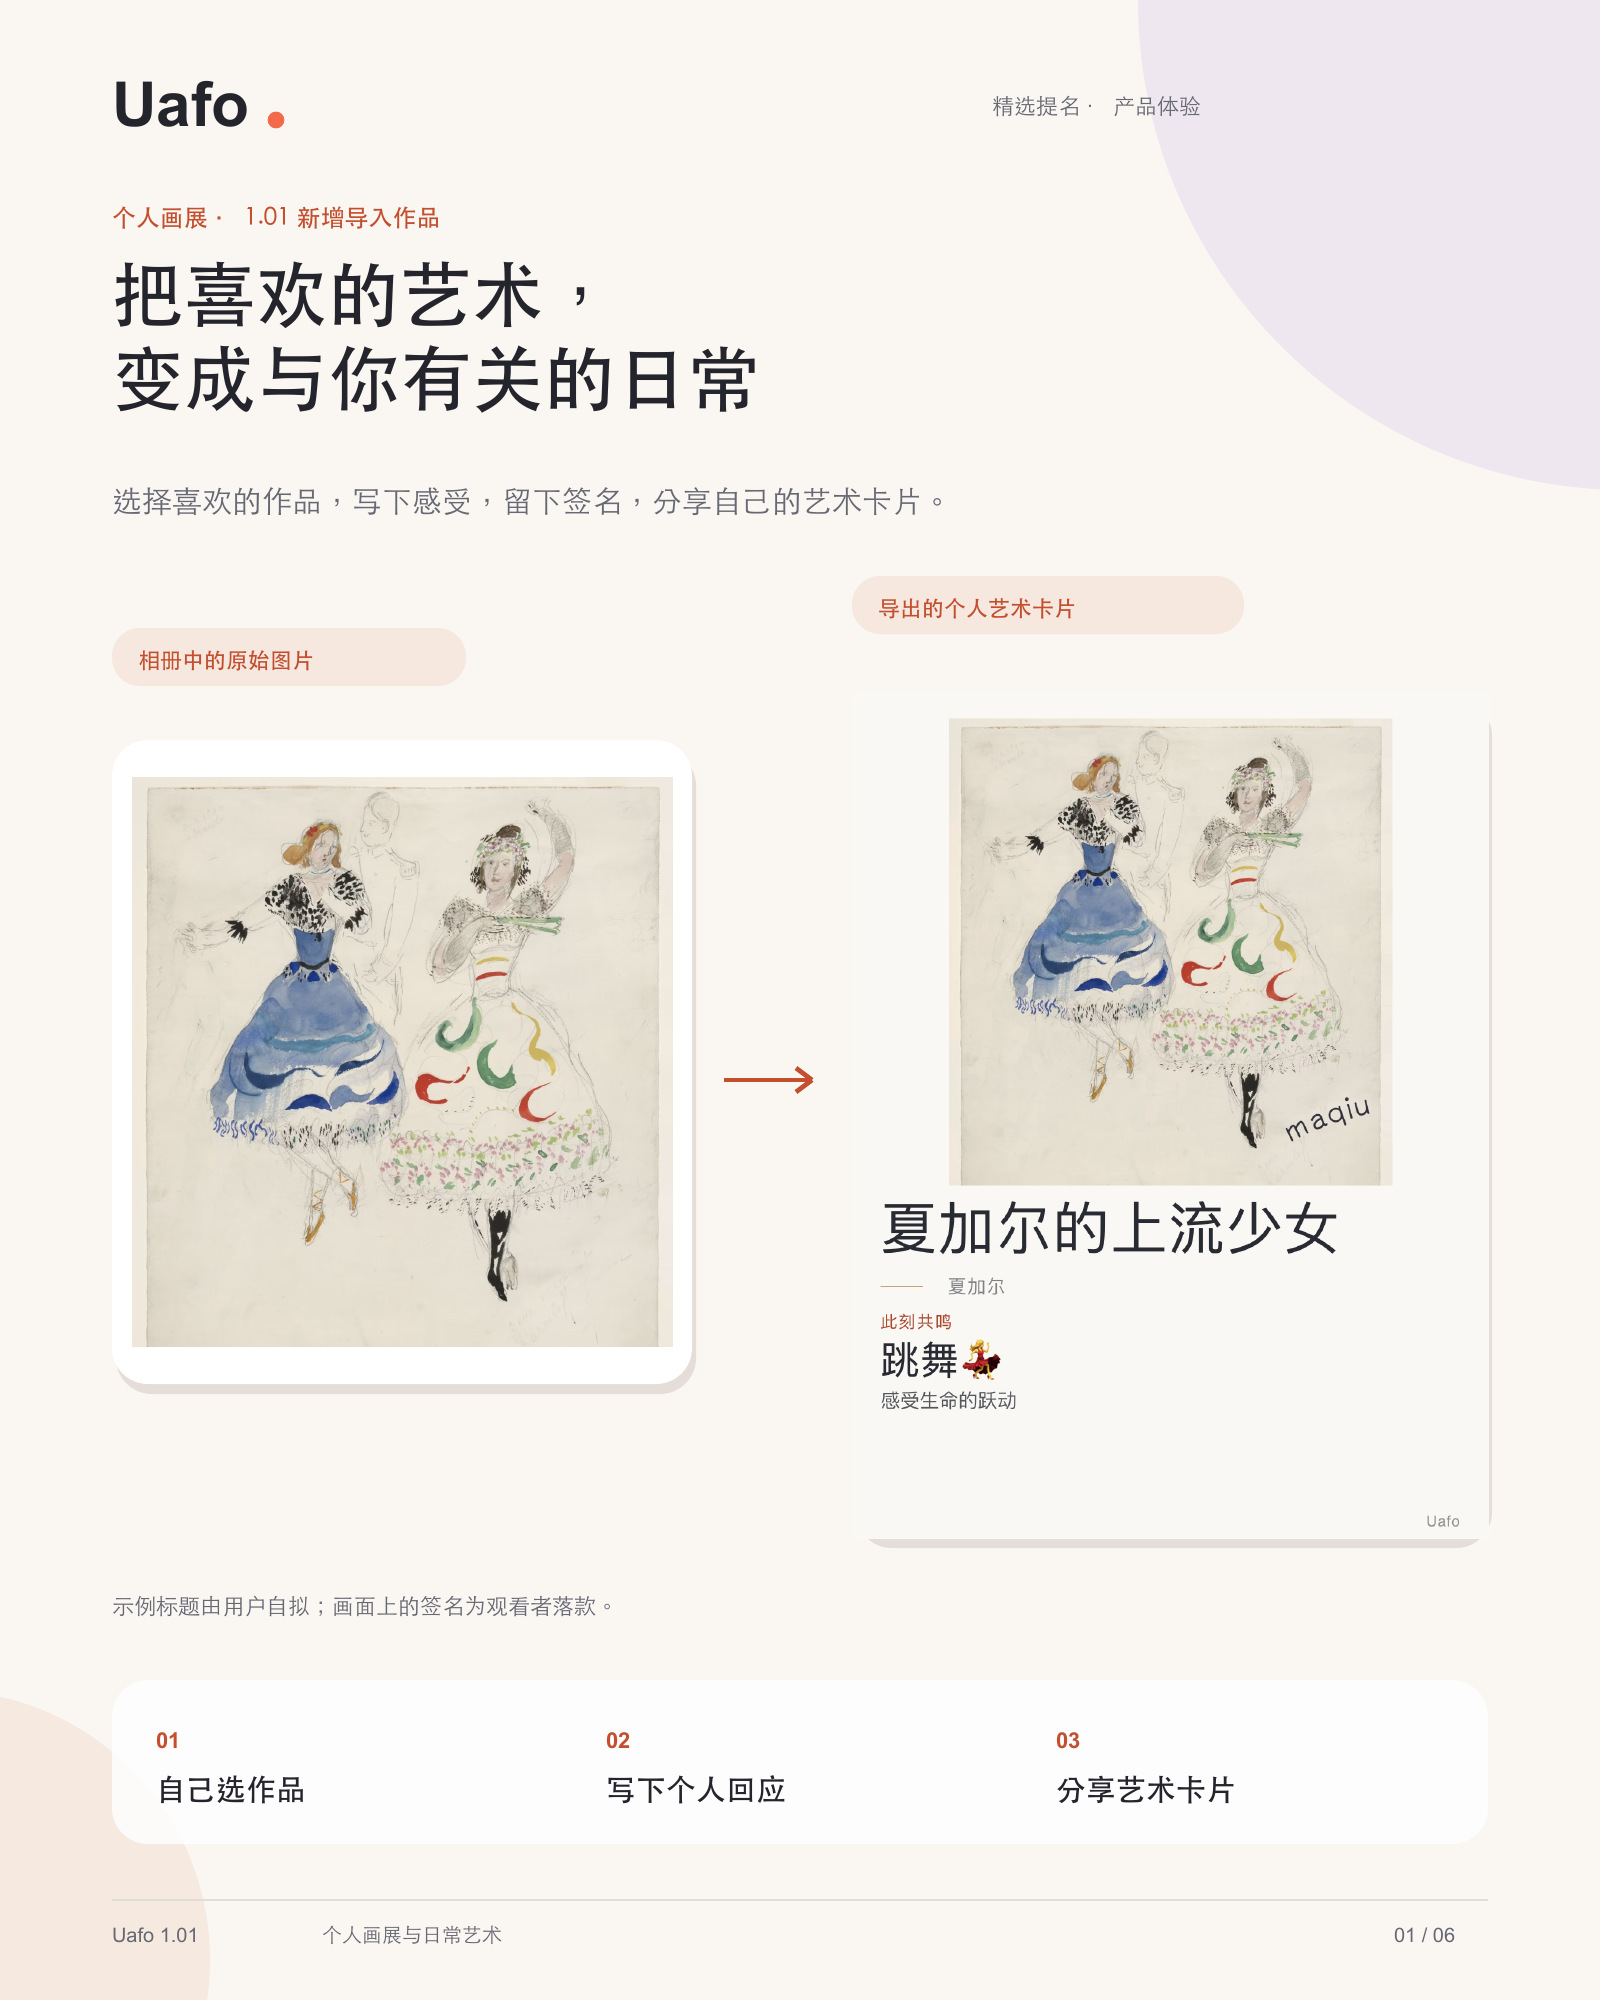 Uafo.
精选提名· 产品体验
个人画展· 1.01 新增导入作品
把喜欢的艺术，
变成与你有关的日常
选择喜欢的作品，写下感受，留下签名，分享自己的艺术卡片。
相册中的原始图片
导出的个人艺术卡片
maqiu
夏加尔的上流少女
夏加尔
此刻共鸣
跳舞💃
感受生命的跃动
Uafo
示例标题由用户自拟；画面上的签名为观看者落款。
01
自己选作品
02
写下个人回应
03
分享艺术卡片
Uafo 1.01 个人画展与日常艺术 01 / 06